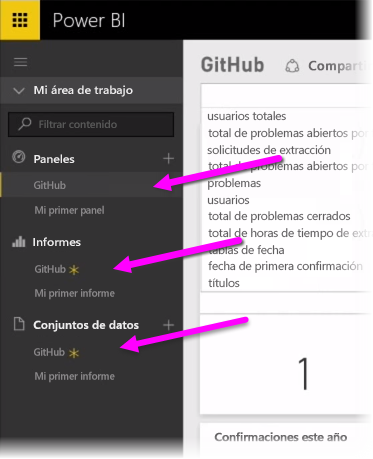 Power BI
Mi área de trabajo
Filtrar contenido
Paneles
GitHub
Mi primer panel
Informes
GitHub
Mi primer informe
Conjuntos de datos
GitHub
Mi primer informe
GitHub Comparti
usuarios totales
total de problemas abiertos por
solicitudes de extracción
total de problemas abiertos por
problemas
usuarios
total de problemas cerrados
total de horas de tiempo de extr
tablas de fecha
fecha de primera confirmación
títulos
1
Confirmaciones este año